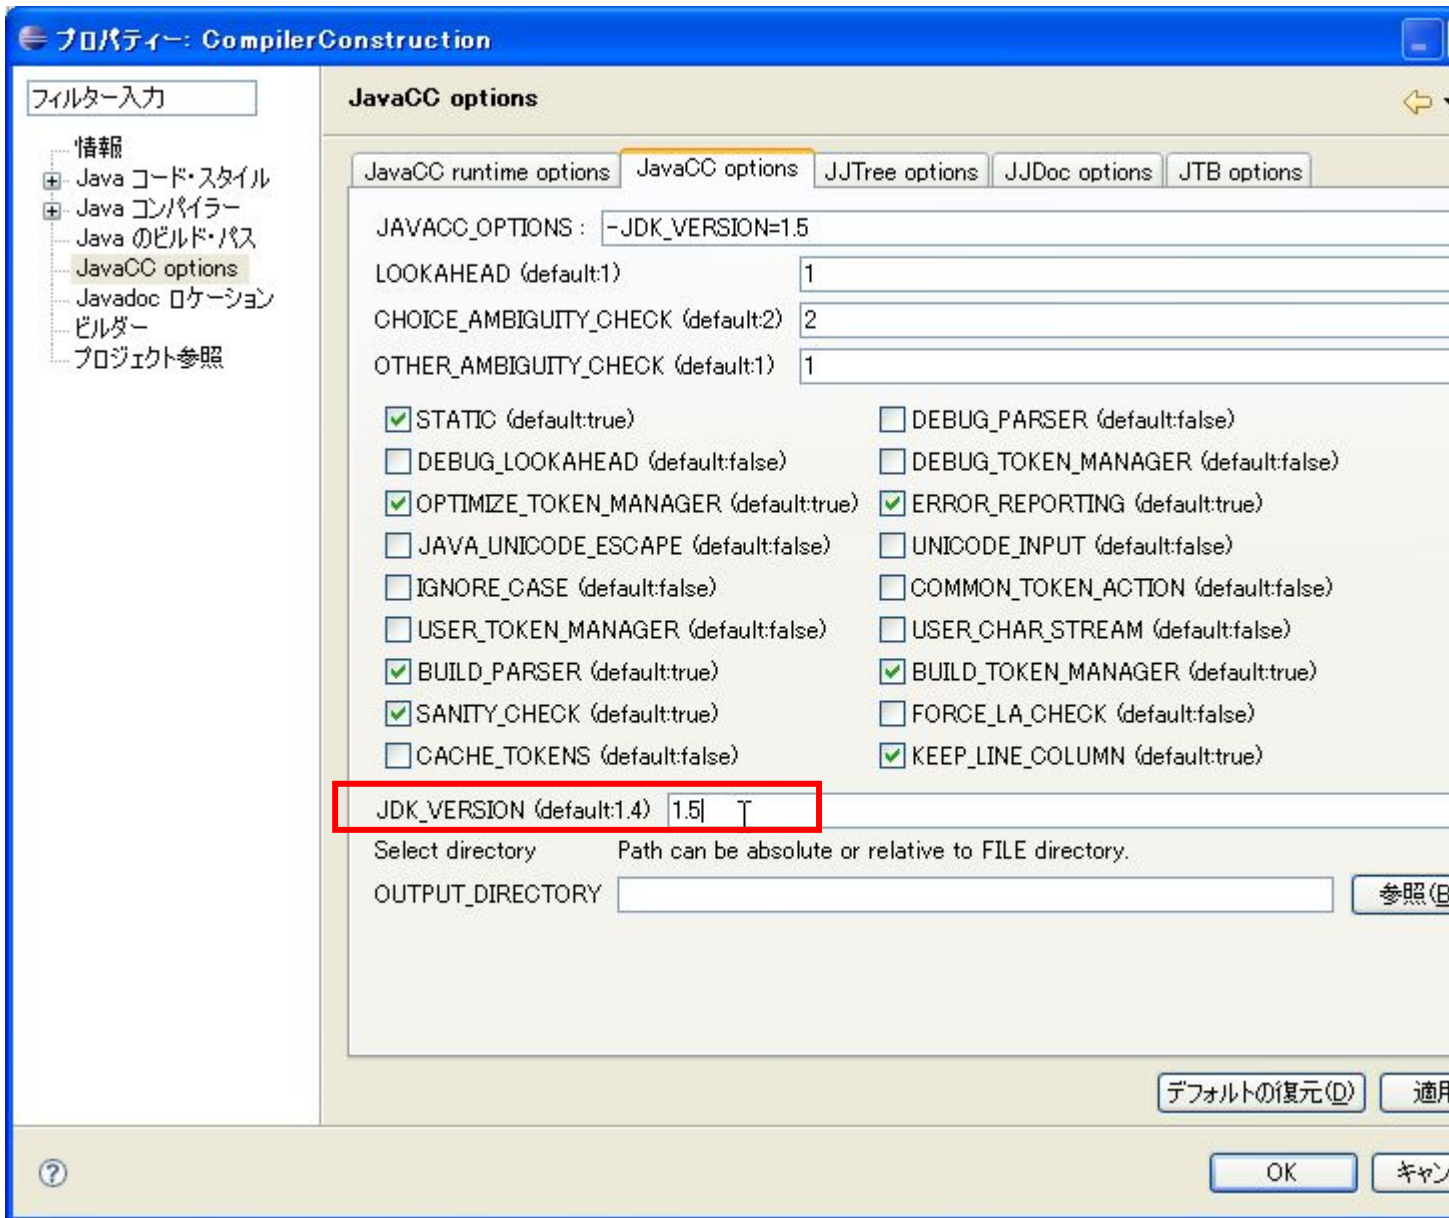 プロパティー: CompilerConstruction
フィルター入力
情報
Java コード・スタイル
Java コンパイラー
Java のビルド・パス
JavaCC options
Javadoc ロケーション
ビルダー
プロジェクト参照
JavaCC options
JavaCC runtime options JavaCC options JJTree options JJDoc options JTB options
JAVACC_OPTIONS : -JDK_VERSION=1.5
LOOKAHEAD (default:1) 1
CHOICE_AMBIGUITY_CHECK (default:2) 2
OTHER_AMBIGUITY_CHECK (default:1) 1
STATIC (default:true) DEBUG_PARSER (default:false)
DEBUG_LOOKAHEAD (default:false) DEBUG_TOKEN_MANAGER (default:false)
OPTIMIZE_TOKEN_MANAGER (default:true) ERROR_REPORTING (default:true)
JAVA_UNICODE_ESCAPE (default:false) UNICODE_INPUT (default:false)
IGNORE_CASE (default:false) COMMON_TOKEN_ACTION (default:false)
USER_TOKEN_MANAGER (default:false) USER_CHAR_STREAM (default:false)
BUILD_PARSER (default:true) BUILD_TOKEN_MANAGER (default:true)
SANITY_CHECK (default:true) FORCE_LA_CHECK (default:false)
CACHE_TOKENS (default:false) KEEP_LINE_COLUMN (default:true)
JDK_VERSION (default:1.4) 1.5
Select directory Path can be absolute or relative to FILE directory.
OUTPUT_DIRECTORY 参照(B
デフォルトの復元(D) 適用
OK キャン